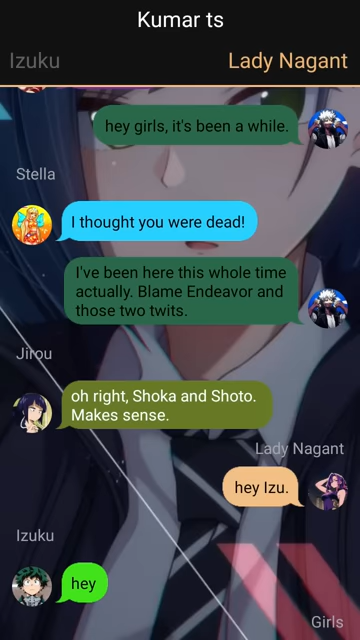 Kumar ts
Izuku
Lady Nagant
hey girls, it's been a while.
Stella
I thought you were dead!
I've been here this whole time
actually. Blame Endeavor and
those two twits.
Jirou
oh right, Shoka and Shoto.
Makes sense.
Lady Nagant
hey Izu.
Izuku
hey
Girls